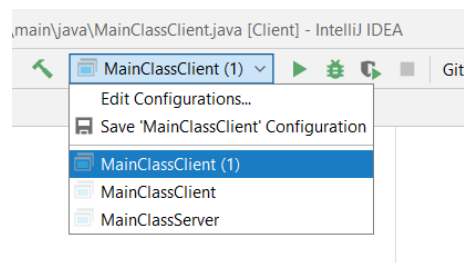 \main\java\MainClassClient.java [Client] - IntelliJ IDEA
MainClassClient (1)
Git
Edit Configurations...
Save 'MainClassClient' Configuration
MainClassClient (1)
MainClassClient
MainClassServer